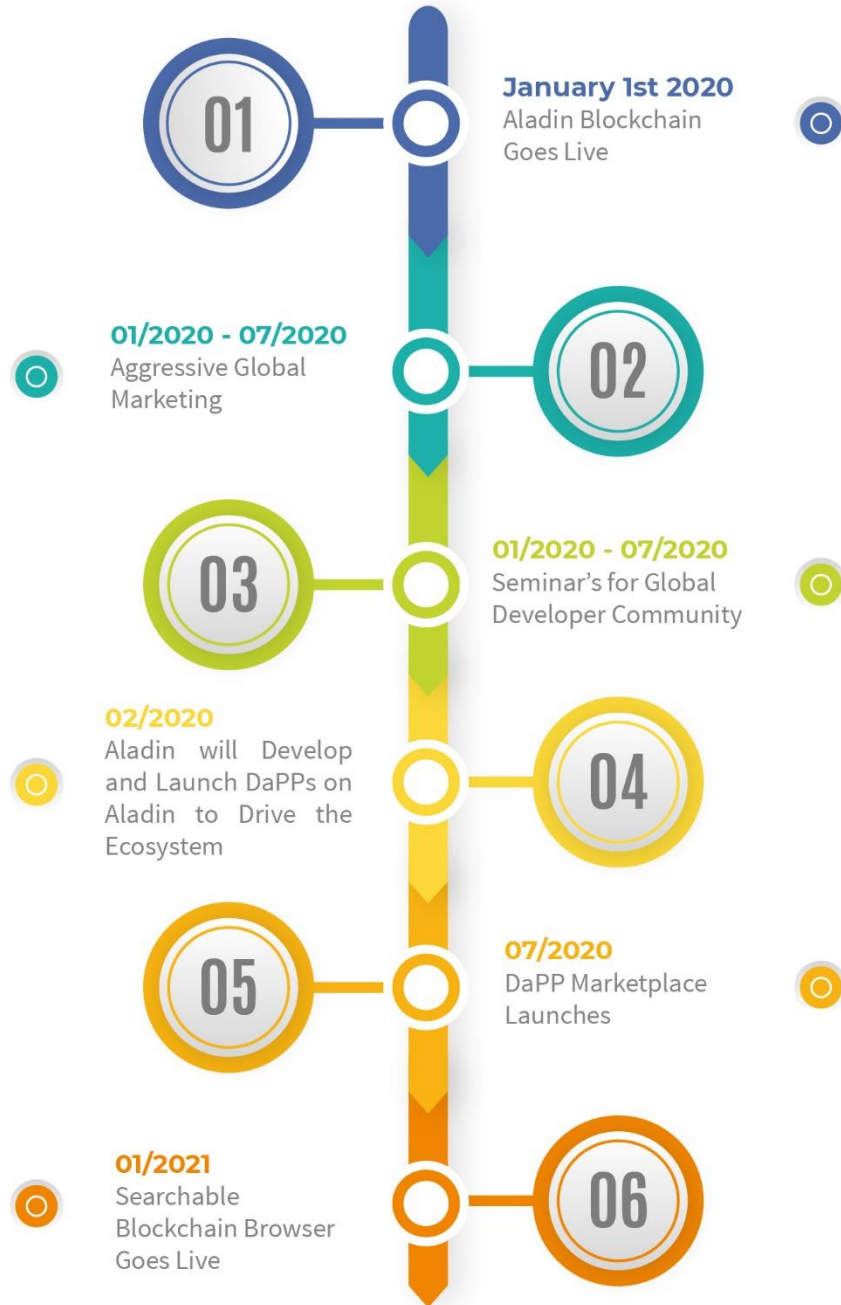 01
January 1st 2020
Aladin Blockchain
Goes Live
01/2020 - 07/2020
Aggressive Global
Marketing
02
03
01/2020 - 07/2020
Seminar’s for Global
Developer Community
02/2020
Aladin will Develop
and Launch DaPPs on
Aladin to Drive the
Ecosystem
04
05
07/2020
DaPP Marketplace
Launches
01/2021
Searchable
Blockchain Browser
Goes Live
06